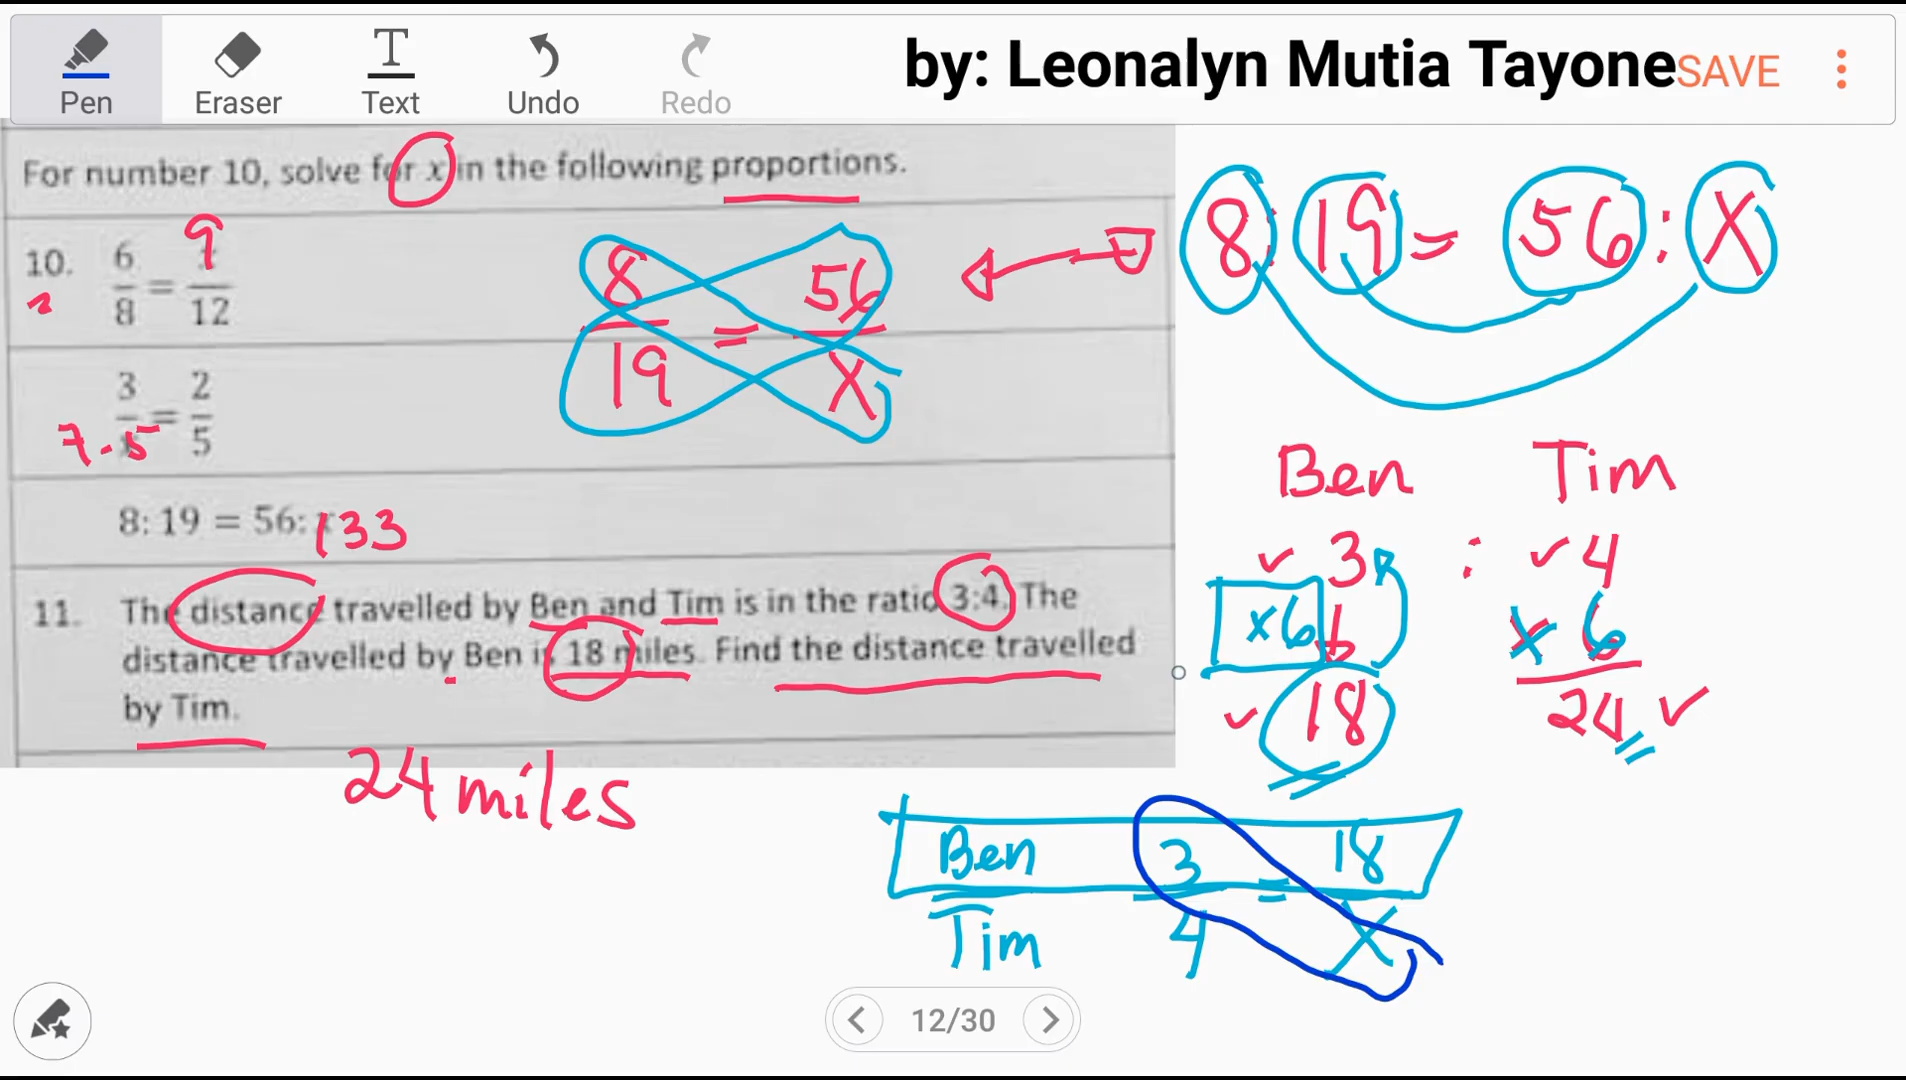 Pen
Eraser
T
Text
Undo
Redo
by: Leonalyn Mutia Tayone
SAVE
For number 10, solve for x in the following proportions.
10. 6/8 = 9/12
3/7.5 = 2/5
8: 19 = 56: 133
8/19 = 56/X
8 : 19 = 56 : X
11. The distance travelled by Ben and Tim is in the ratio 3:4. The
distance travelled by Ben is 18 miles. Find the distance travelled
by Tim.
24 miles
Ben Tim
3 : 4
x6 x 6
18 24
Ben 3 = 18
Tim 4 X
12/30